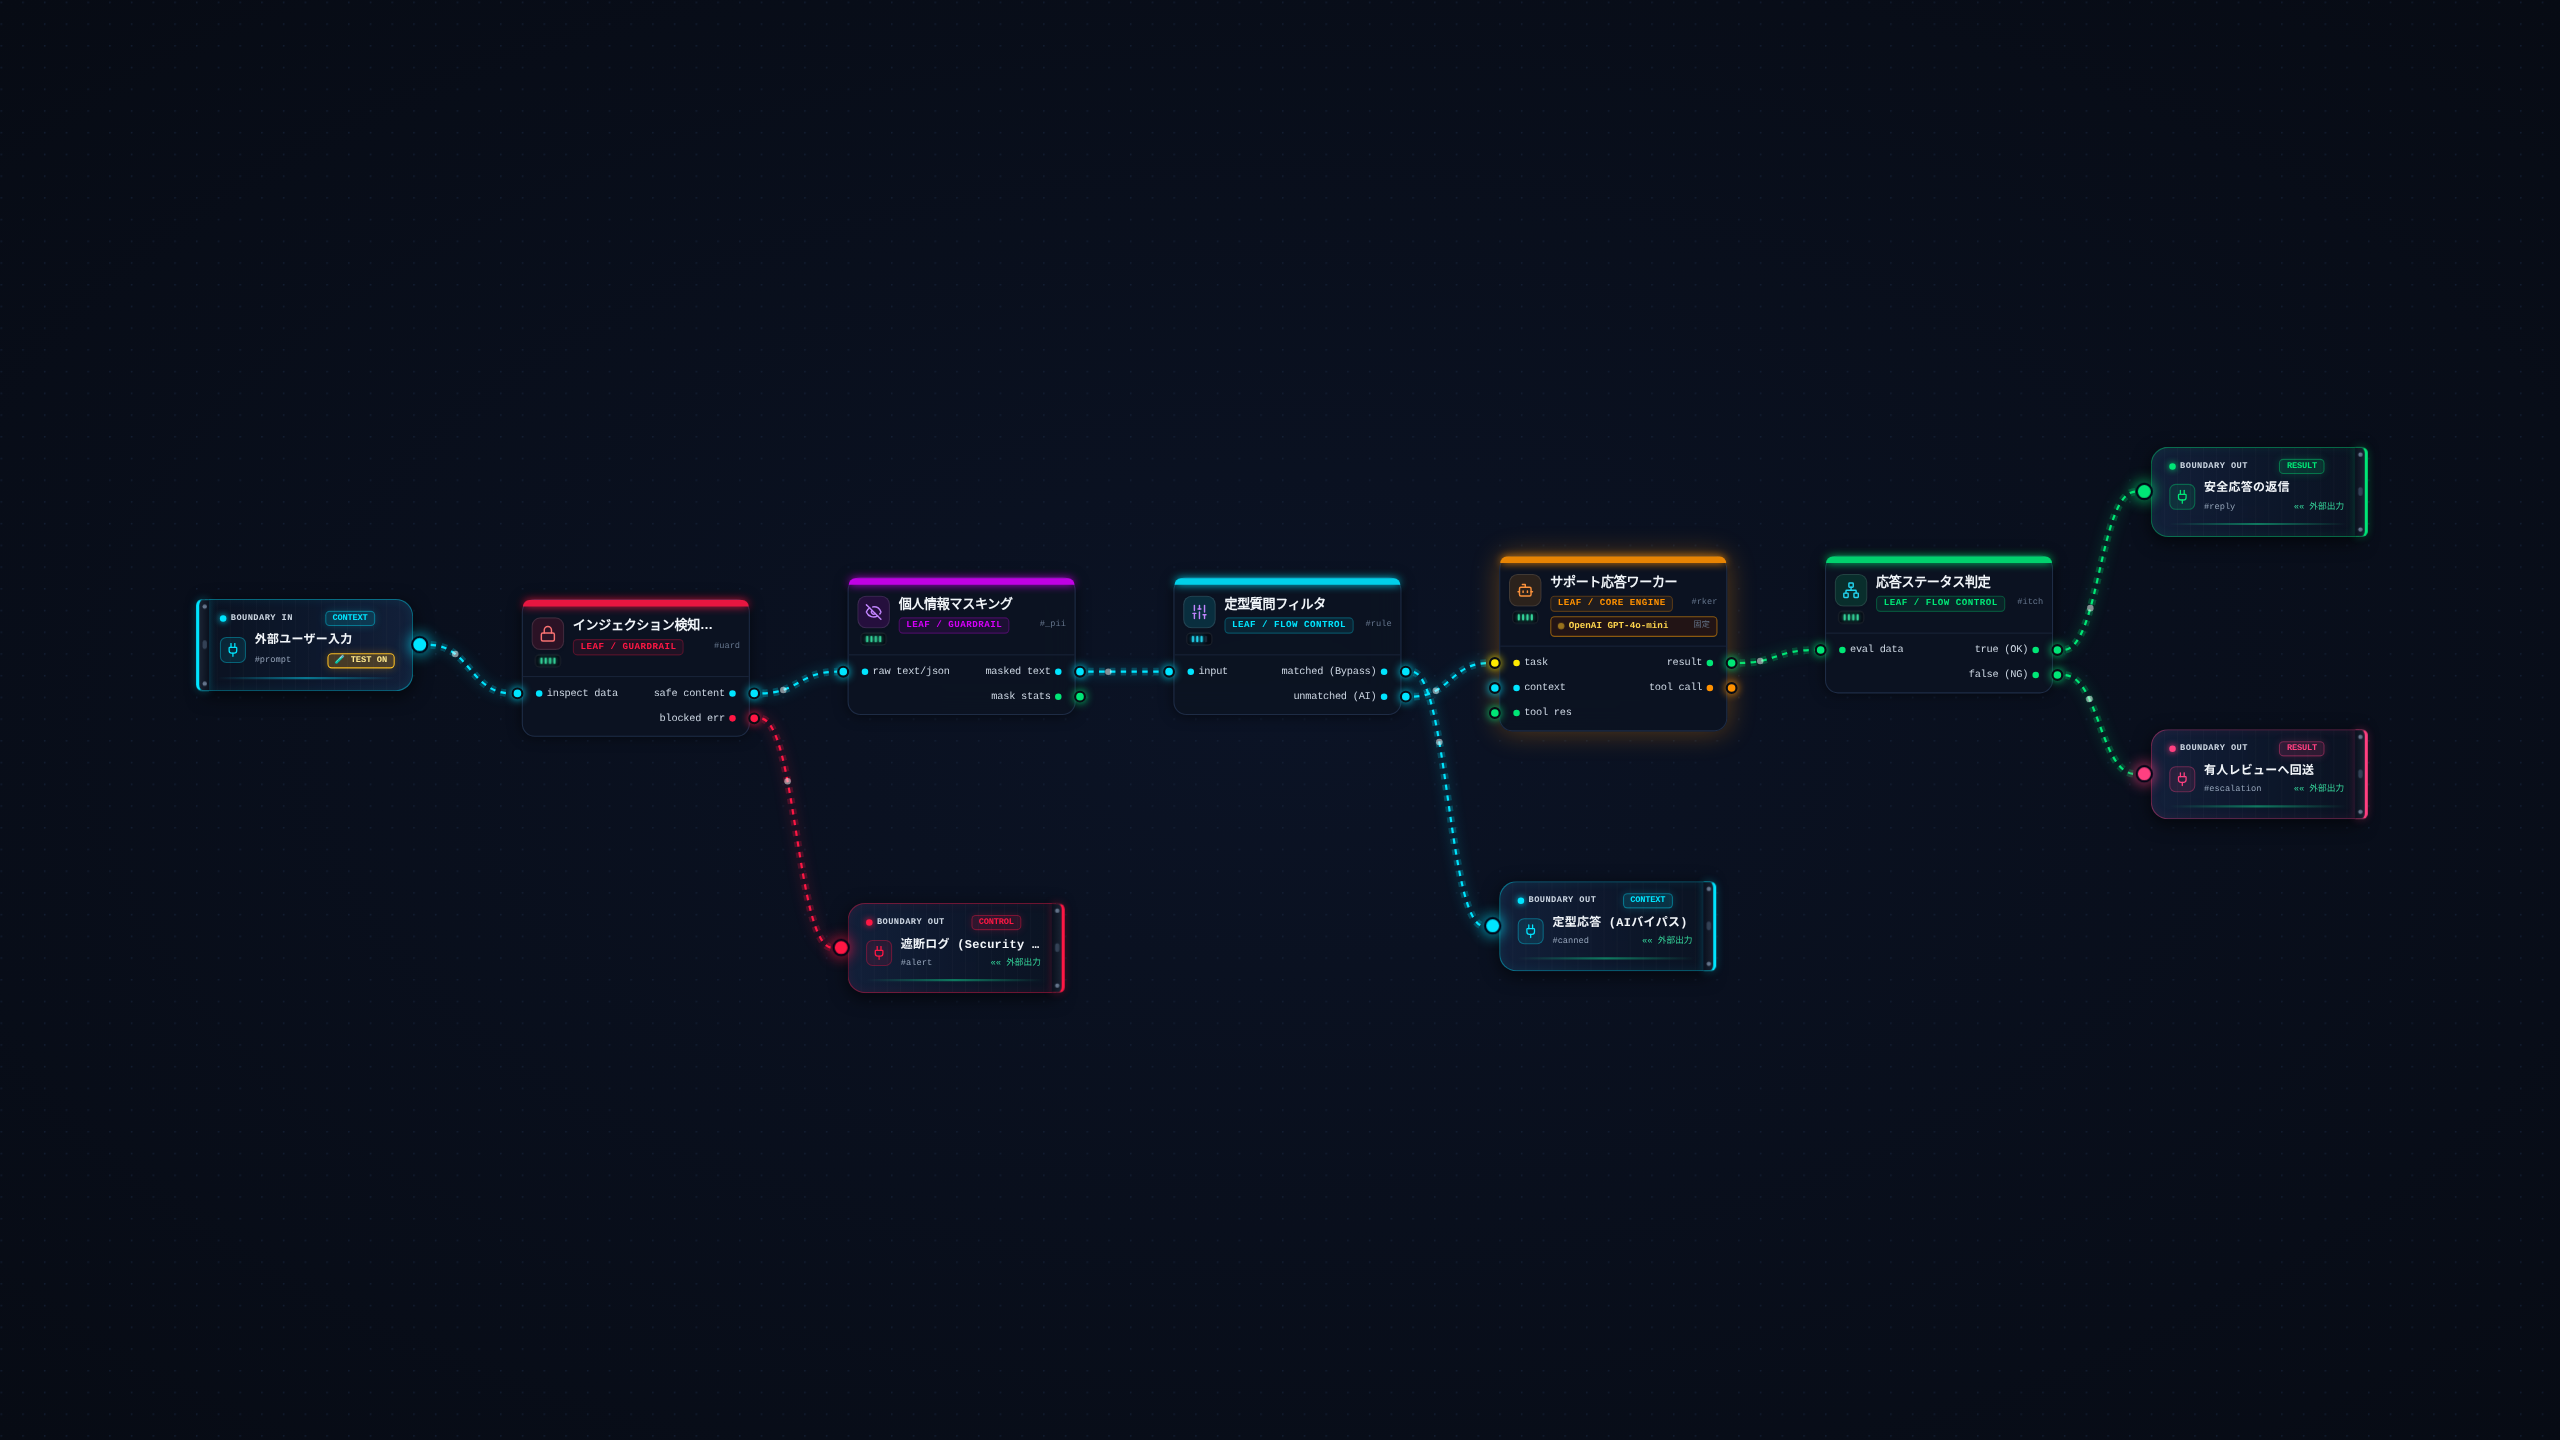 BOUNDARY IN CONTEXT
外部ユーザー入力
#prompt TEST ON
インジェクション検知...
LEAF / GUARDRAIL #uard
inspect data safe content
blocked err
個人情報マスキング
LEAF / GUARDRAIL #_pii
raw text/json masked text
mask stats
BOUNDARY OUT CONTROL
遮断ログ (Security …
#alert «« 外部出力
定型質問フィルタ
LEAF / FLOW CONTROL #rule
input matched (Bypass)
unmatched (AI)
サポート応答ワーカー
LEAF / CORE ENGINE #rker
OpenAI GPT-4o-mini 固定
task result
context tool call
tool res
BOUNDARY OUT CONTEXT
定型応答 (AIバイパス)
#canned «« 外部出力
応答ステータス判定
LEAF / FLOW CONTROL #itch
eval data true (OK)
false (NG)
BOUNDARY OUT RESULT
安全応答の返信
#reply «« 外部出力
BOUNDARY OUT RESULT
有人レビューへ回送
#escalation «« 外部出力